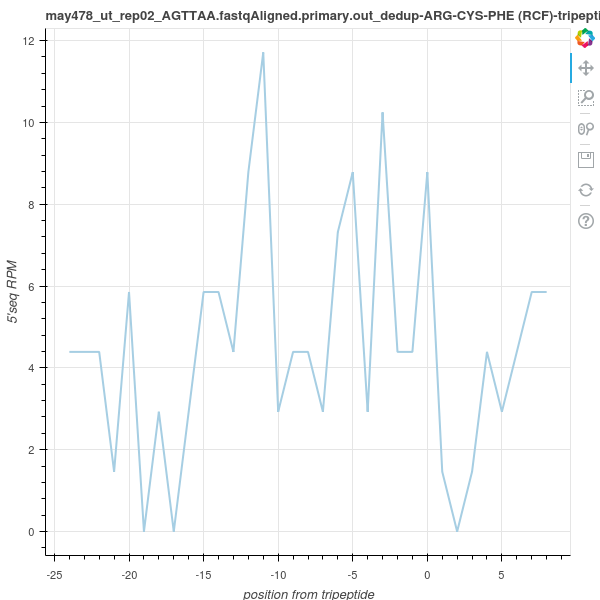 may478_ut_rep02_AGTTAA.fastqAligned.primary.out_dedup-ARG-CYS-PHE (RCF)-tripepti
12
10
8
6
4
2
0
5'seq RPM
-25 -20 -15 -10 -5 0 5
position from tripeptide